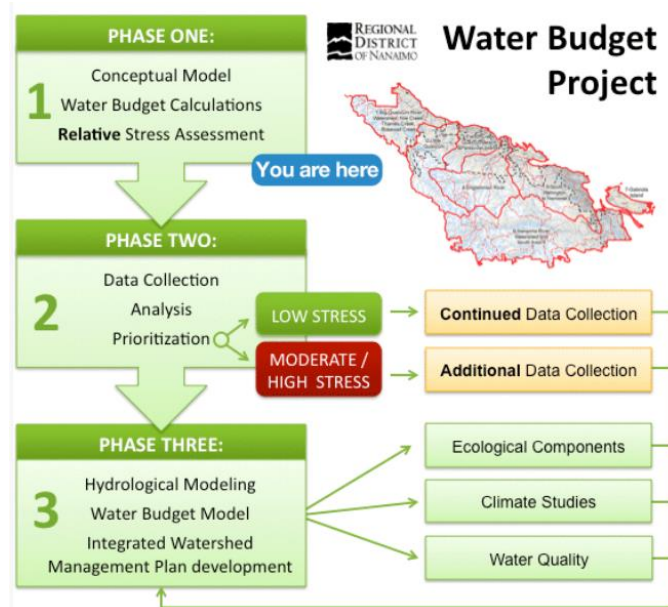 PHASE ONE:
1
Conceptual Model
Water Budget Calculations
Relative Stress Assessment
REGIONAL
DISTRICT
OF NANAIMO
Water Budget
Project
You are here
PHASE TWO:
2
Data Collection
Analysis
Prioritization
LOW STRESS
Continued Data Collection
MODERATE /
HIGH STRESS
Additional Data Collection
PHASE THREE:
3
Hydrological Modeling
Water Budget Model
Integrated Watershed
Management Plan development
Ecological Components
Climate Studies
Water Quality